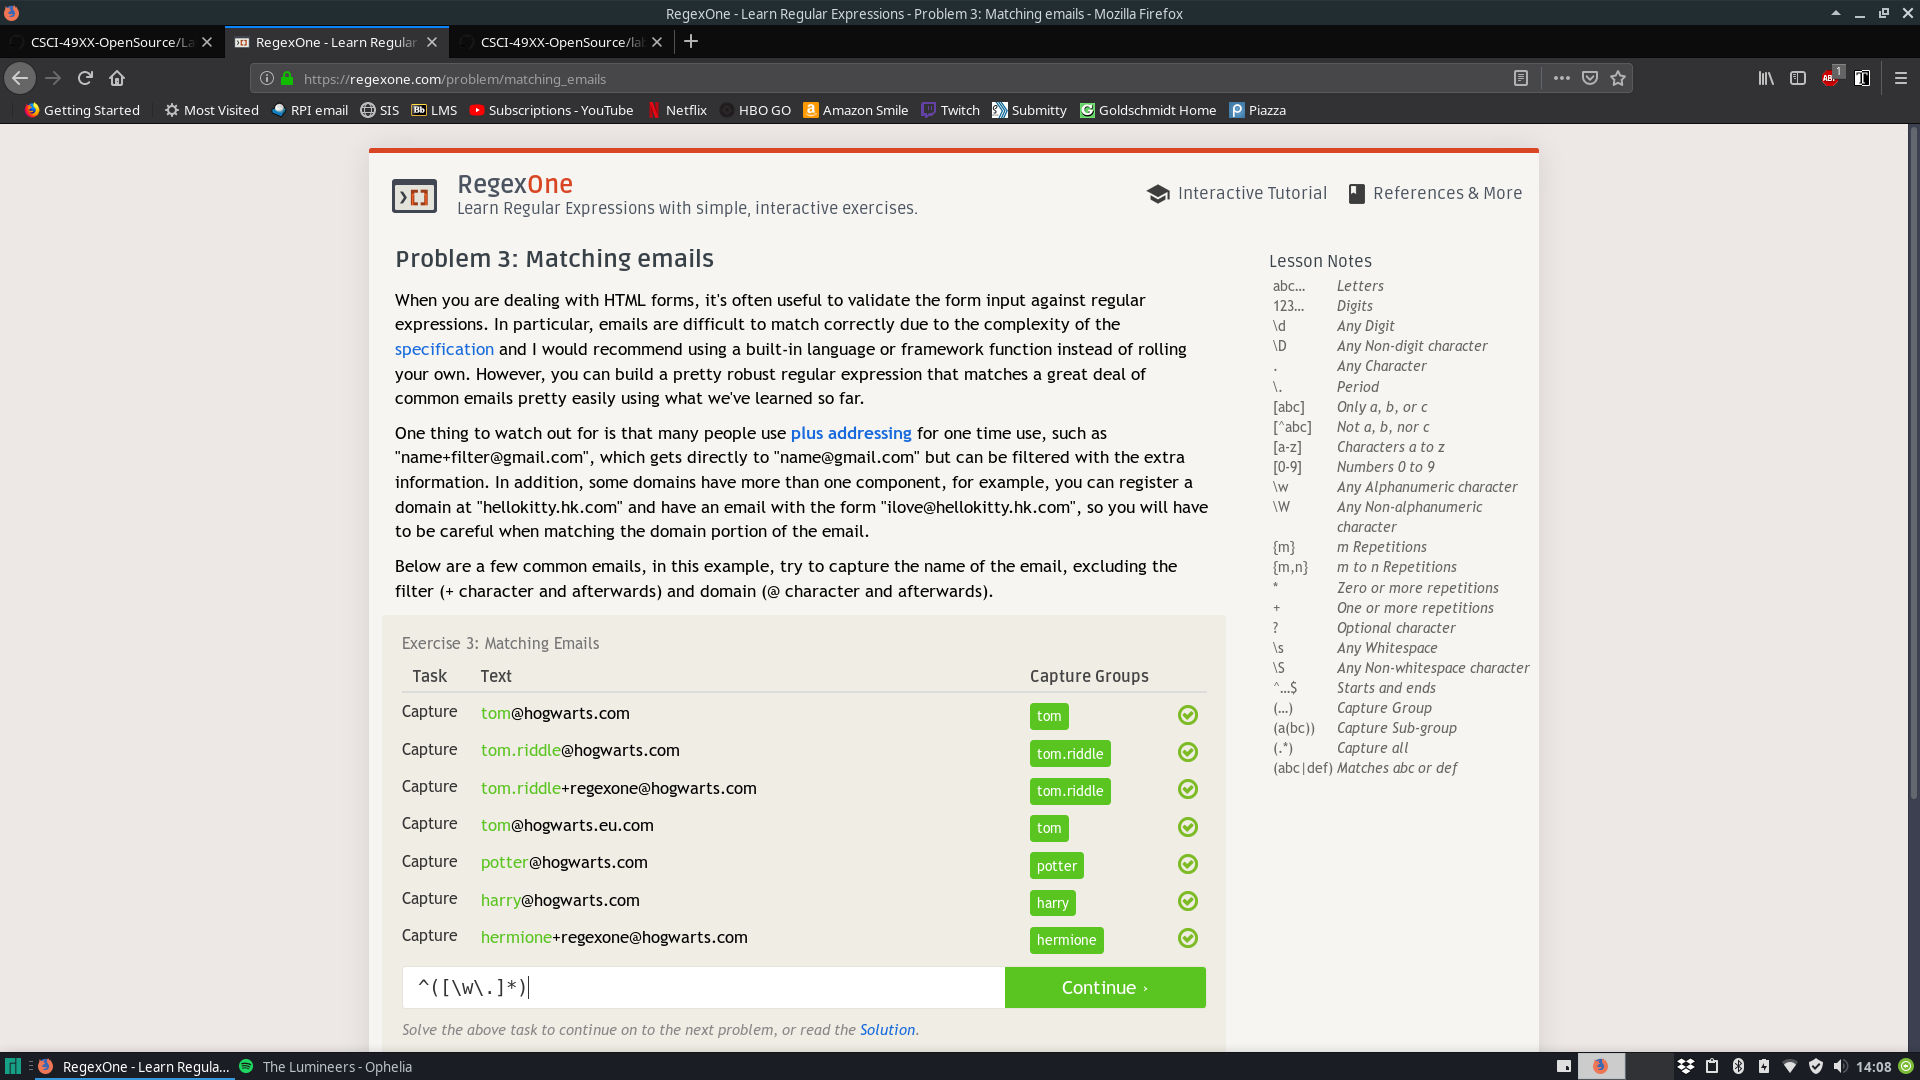 RegexOne - Learn Regular Expressions - Problem 3: Matching emails - Mozilla Firefox
CSCI-49XX-OpenSource/La
RegexOne - Learn Regular
CSCI-49XX-OpenSource/lab
https://regexone.com/problem/matching_emails
ABP 1
Getting Started Most Visited RPI email SIS Bb LMS Subscriptions - YouTube Netflix HBO GO Amazon Smile Twitch Submitty Goldschmidt Home Piazza
RegexOne
Learn Regular Expressions with simple, interactive exercises.
Interactive Tutorial References & More
Problem 3: Matching emails
When you are dealing with HTML forms, it's often useful to validate the form input against regular
expressions. In particular, emails are difficult to match correctly due to the complexity of the
specification and I would recommend using a built-in language or framework function instead of rolling
your own. However, you can build a pretty robust regular expression that matches a great deal of
common emails pretty easily using what we've learned so far.
One thing to watch out for is that many people use plus addressing for one time use, such as
"name+filter@gmail.com", which gets directly to "name@gmail.com" but can be filtered with the extra
information. In addition, some domains have more than one component, for example, you can register a
domain at "hellokitty.hk.com" and have an email with the form "ilove@hellokitty.hk.com", so you will have
to be careful when matching the domain portion of the email.
Below are a few common emails, in this example, try to capture the name of the email, excluding the
filter (+ character and afterwards) and domain (@ character and afterwards).
Exercise 3: Matching Emails
Task Text Capture Groups
Capture tom@hogwarts.com tom
Capture tom.riddle@hogwarts.com tom.riddle
Capture tom.riddle+regexone@hogwarts.com tom.riddle
Capture tom@hogwarts.eu.com tom
Capture potter@hogwarts.com potter
Capture harry@hogwarts.com harry
Capture hermione+regexone@hogwarts.com hermione
^([\w\.]*)
Continue ›
Solve the above task to continue on to the next problem, or read the Solution.
Lesson Notes
abc… Letters
123… Digits
\d Any Digit
\D Any Non-digit character
. Any Character
\. Period
[abc] Only a, b, or c
[^abc] Not a, b, nor c
[a-z] Characters a to z
[0-9] Numbers 0 to 9
\w Any Alphanumeric character
\W Any Non-alphanumeric
character
{m} m Repetitions
{m,n} m to n Repetitions
* Zero or more repetitions
+ One or more repetitions
? Optional character
\s Any Whitespace
\S Any Non-whitespace character
^…$ Starts and ends
(…) Capture Group
(a(bc)) Capture Sub-group
(.*) Capture all
(abc|def) Matches abc or def
RegexOne - Learn Regula...
The Lumineers - Ophelia
14:08